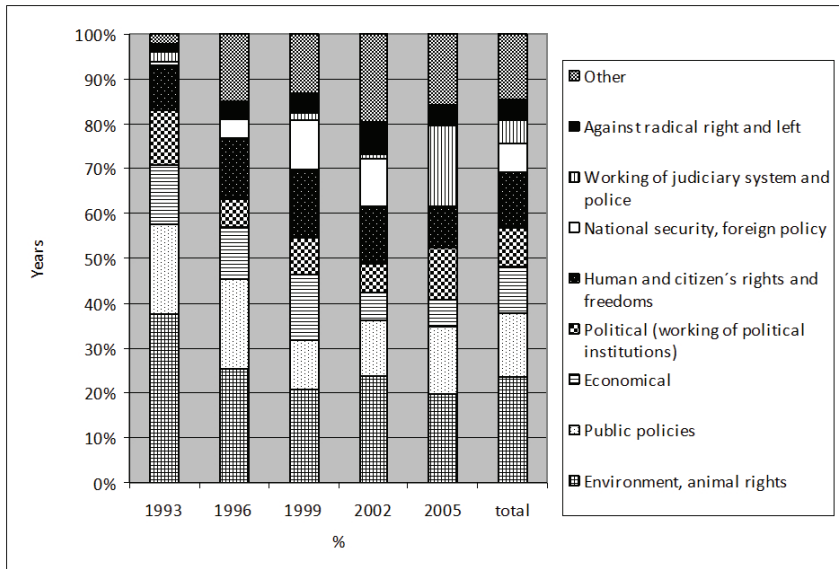 100%
90%
80%
70%
60%
50%
40%
30%
20%
10%
0%
Years
1993 1996 1999 2002 2005 total
%
Other
Against radical right and left
Working of judiciary system and
police
National security, foreign policy
Human and citizen´s rights and
freedoms
Political (working of political
institutions)
Economical
Public policies
Environment, animal rights